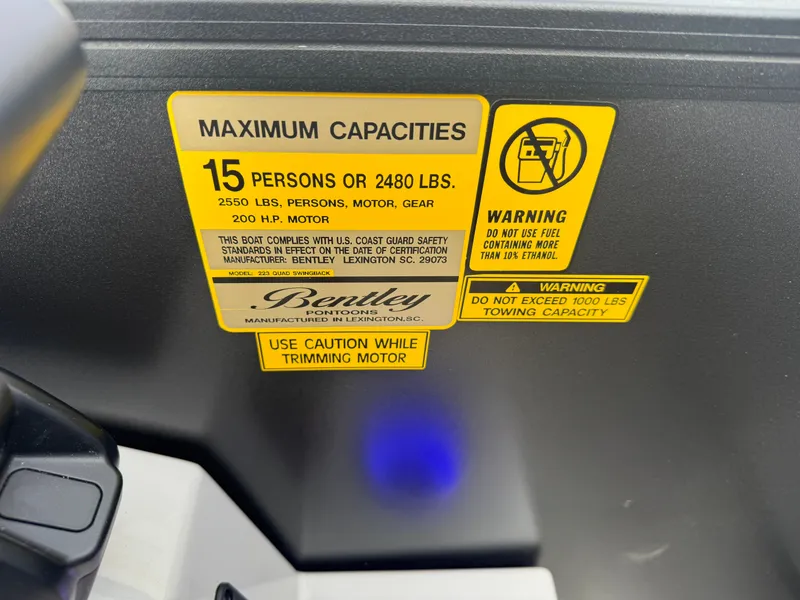 MAXIMUM CAPACITIES
15 PERSONS OR 2480 LBS.
2550 LBS, PERSONS, MOTOR, GEAR
200 H.P. MOTOR
THIS BOAT COMPLIES WITH U.S. COAST GUARD SAFETY
STANDARDS IN EFFECT ON THE DATE OF CERTIFICATION
MANUFACTURER: BENTLEY LEXINGTON SC. 29073
MODEL: 223 QUAD SWINGBACK
Bentley
PONTOONS
MANUFACTURED IN LEXINGTON,SC.
USE CAUTION WHILE
TRIMMING MOTOR
WARNING
DO NOT USE FUEL
CONTAINING MORE
THAN 10% ETHANOL.
WARNING
DO NOT EXCEED 1000 LBS
TOWING CAPACITY